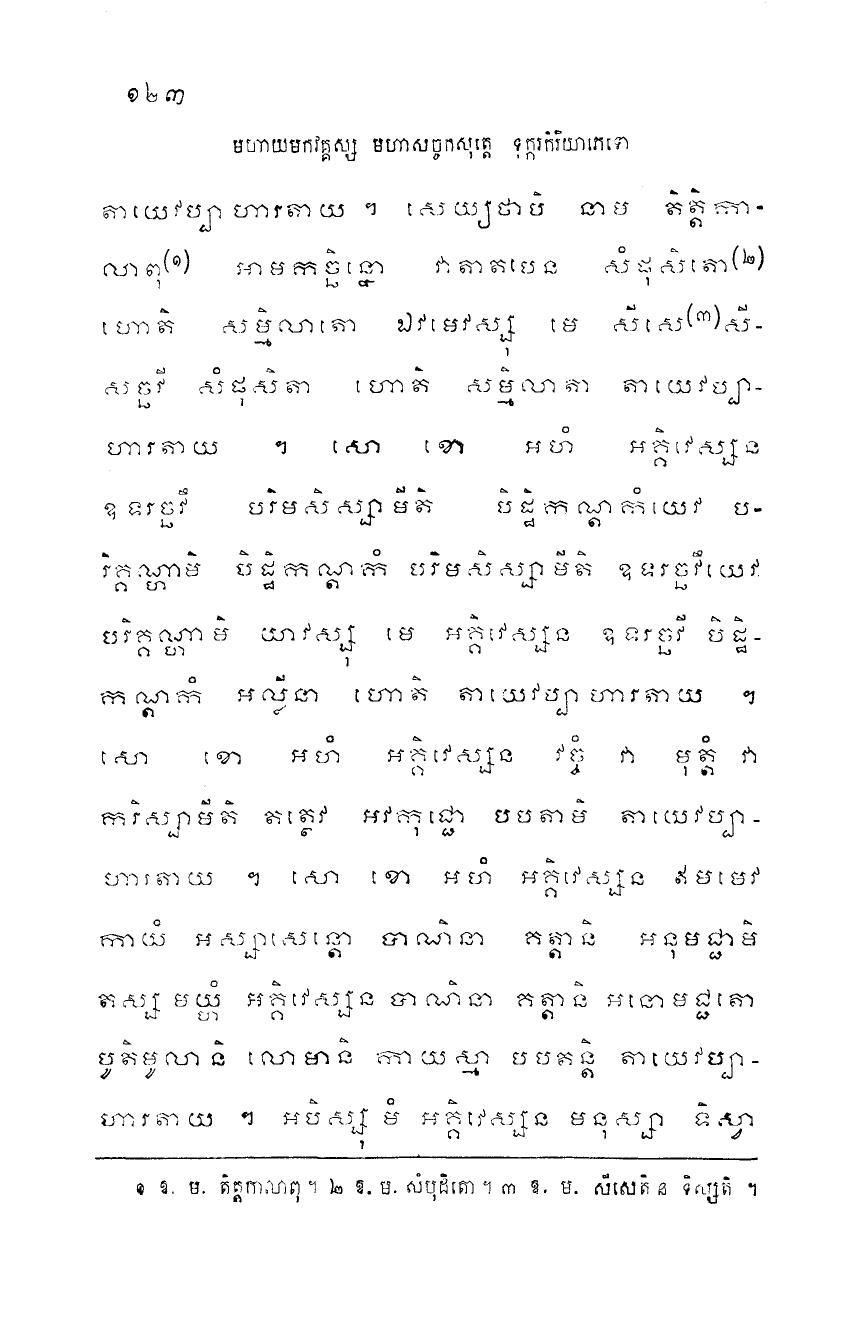 ១២៣
មហាយមកវគ្គស្ស មហាសច្ចកសុត្តេ ទុក្ករកិរិយាភេទោ
តាយេវប្បាហារតាយ ។ សេយ្យថាបិ នាម តិត្តិកា-
លាពុ(១) អាមកច្ឆិន្នោ វាតាតបេន សំផុសិតោ(២)
ហោតិ សម្មិលាតោ ឯវមេវស្សុ មេ សីសេ(៣)សី-
សច្ឆវី សំផុសិតា ហោតិ សម្មិលាតា តាយេវប្បា-
ហារតាយ ។ សោ ខោ អហំ អគ្គិវេស្សន
ឧទរច្ឆវឹ បរិមសិស្សាមីតិ បិដ្ឋិកណ្តកំយេវ ប-
រិគ្គណ្ហាមិ បិដ្ឋិកណ្តកំ បរិមសិស្សាមីតិ ឧទរច្ឆវឹយេវ
បរិគ្គណ្ហាមិ យាវស្សុ មេ អគ្គិវេស្សន ឧទរច្ឆវី បិដ្ឋិ-
កណ្តកំ អល្លីនា ហោតិ តាយេវប្បាហារតាយ ។
សោ ខោ អហំ អគ្គិវេស្សន វច្ចំ វា មុត្តំ វា
ករិស្សាមីតិ តត្ថេវ អវកុជ្ជោ បបតាមិ តាយេវប្បា-
ហារតាយ ។ សោ ខោ អហំ អគ្គិវេស្សន ឥមមេវ
កាយំ អស្សាសេន្តោ បាណិនា គត្តានិ អនុមជ្ជាមិ
តស្ស មយ្ហំ អគ្គិវេស្សន បាណិនា គត្តានិ អនោមជ្ជតោ
បូតិមូលានិ លោមានិ កាយស្មា បបតន្តិ តាយេវប្បា-
ហារតាយ ។ អបិស្សុ មំ អគ្គិវេស្សន មនុស្សា ទិស្វា
១ ឱ. ម. តិត្តកាលាពុ ។ ២ ឱ. ម. សំបុដិតោ ។ ៣ ឱ. ម. សីសេតិ ន ទិស្សតិ ។